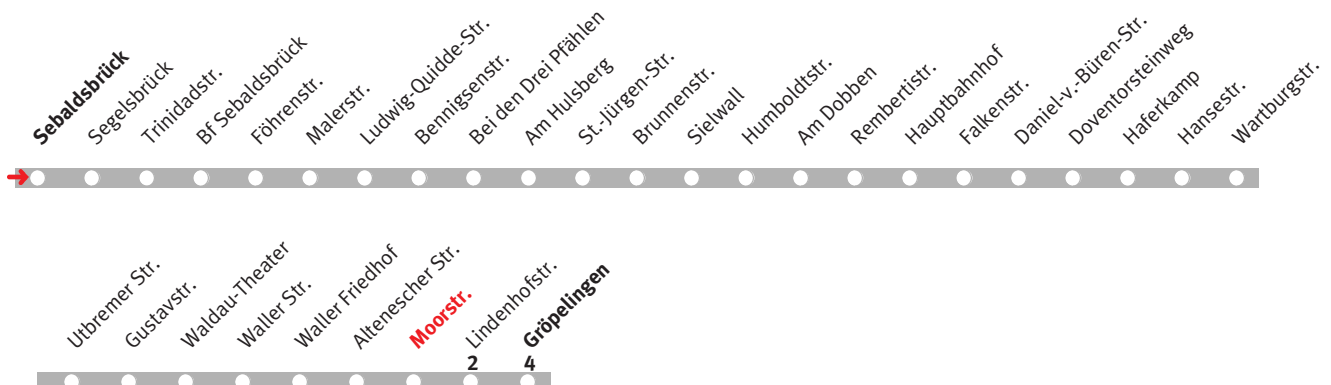 Sebaldsbrück
Segelsbrück
Trinidadstr.
Bf Sebaldsbrück
Föhrenstr.
Malerstr.
Ludwig-Quidde-Str.
Bennigsenstr.
Bei den Drei Pfählen
Am Hulsberg
St.-Jürgen-Str.
Brunnenstr.
Sielwall
Humboldtstr.
Am Dobben
Rembertistr.
Hauptbahnhof
Falkenstr.
Daniel-v.-Büren-Str.
Doventorsteinweg
Haferkamp
Hansestr.
Wartburgstr.
Utbremer Str.
Gustavstr.
Waldau-Theater
Waller Str.
Waller Friedhof
Altenescher Str.
Moorstr.
Lindenhofstr.
Gröpelingen
2 4